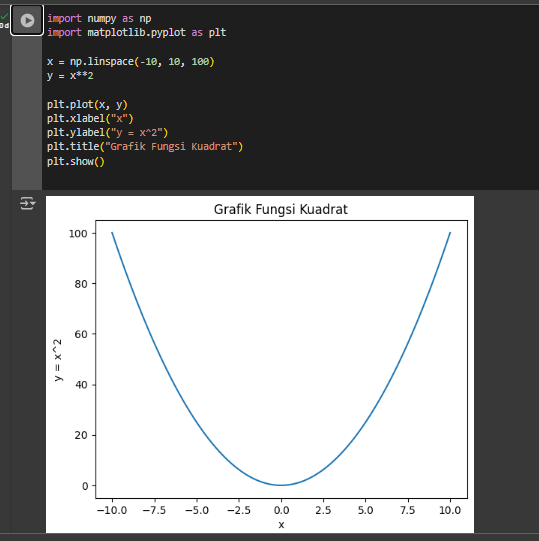 import numpy as np
import matplotlib.pyplot as plt
x = np.linspace(-10, 10, 100)
y = x**2
plt.plot(x, y)
plt.xlabel("x")
plt.ylabel("y = x^2")
plt.title("Grafik Fungsi Kuadrat")
plt.show()
Grafik Fungsi Kuadrat
100
80
60
40
20
0
y = x^2
−10.0 −7.5 −5.0 −2.5 0.0 2.5 5.0 7.5 10.0
x